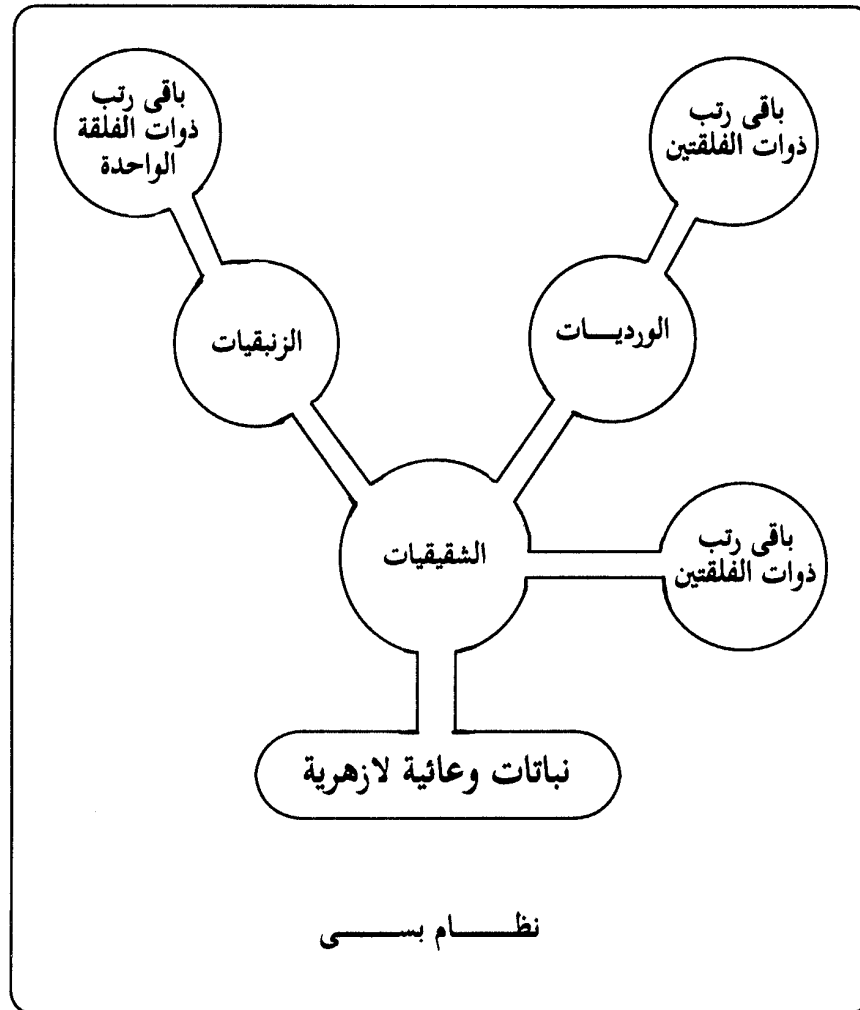 باقى رتب
ذوات الفلقة
الواحدة
باقى رتب
ذوات الفلقتين
الزنبقيات
الورديـــات
الشقيقيات
باقى رتب
ذوات الفلقتين
نباتات وعائية لازهرية
نظـــــام بســـــى